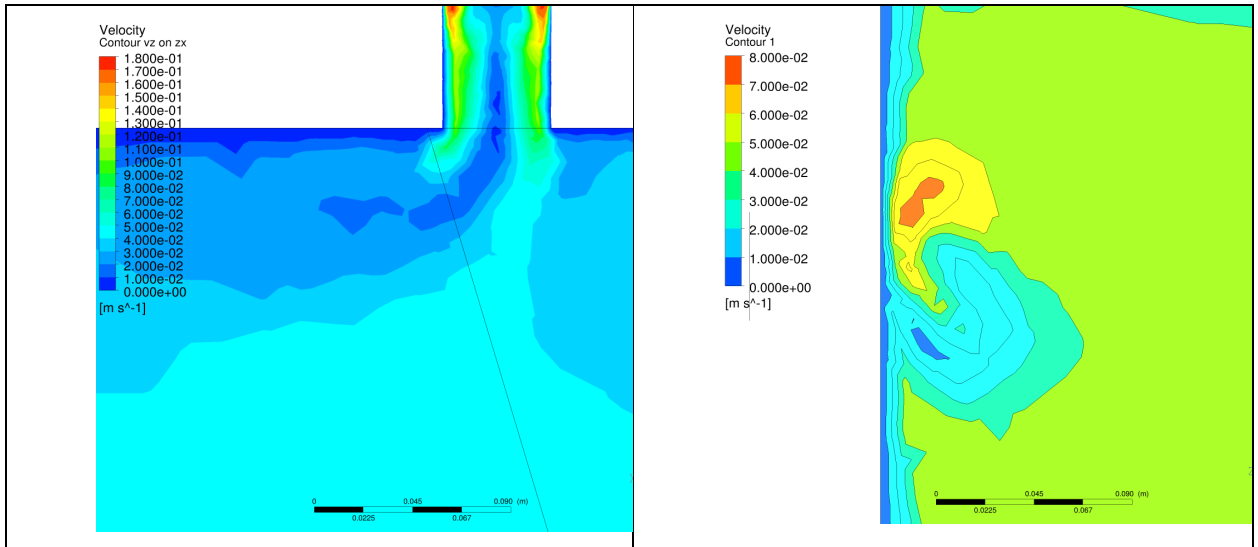 Velocity
Contour vz on zx
1.800e-01
1.700e-01
1.600e-01
1.500e-01
1.400e-01
1.300e-01
1.200e-01
1.100e-01
1.000e-01
9.000e-02
8.000e-02
7.000e-02
6.000e-02
5.000e-02
4.000e-02
3.000e-02
2.000e-02
1.000e-02
0.000e+00
[m s^-1]
0 0.045 0.090 (m)
0.0225 0.067
Velocity
Contour 1
8.000e-02
7.000e-02
6.000e-02
5.000e-02
4.000e-02
3.000e-02
2.000e-02
1.000e-02
0.000e+00
[m s^-1]
0 0.045 0.090 (m)
0.0225 0.067